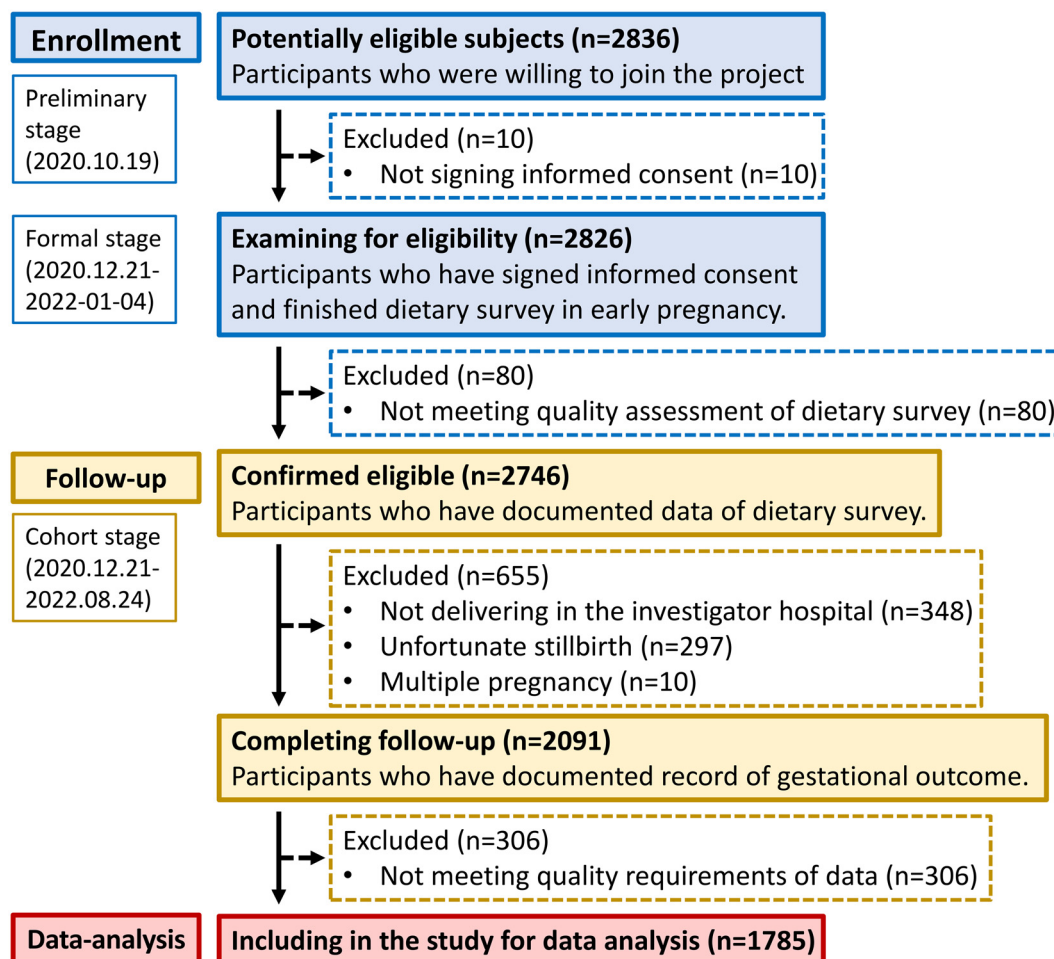 Enrollment
Potentially eligible subjects (n=2836)
Participants who were willing to join the project
Preliminary
stage
(2020.10.19)
Excluded (n=10)
• Not signing informed consent (n=10)
Formal stage
(2020.12.21-
2022-01-04)
Examining for eligibility (n=2826)
Participants who have signed informed consent
and finished dietary survey in early pregnancy.
Excluded (n=80)
• Not meeting quality assessment of dietary survey (n=80)
Follow-up
Confirmed eligible (n=2746)
Participants who have documented data of dietary survey.
Cohort stage
(2020.12.21-
2022.08.24)
Excluded (n=655)
• Not delivering in the investigator hospital (n=348)
• Unfortunate stillbirth (n=297)
• Multiple pregnancy (n=10)
Completing follow-up (n=2091)
Participants who have documented record of gestational outcome.
Excluded (n=306)
• Not meeting quality requirements of data (n=306)
Data-analysis
Including in the study for data analysis (n=1785)